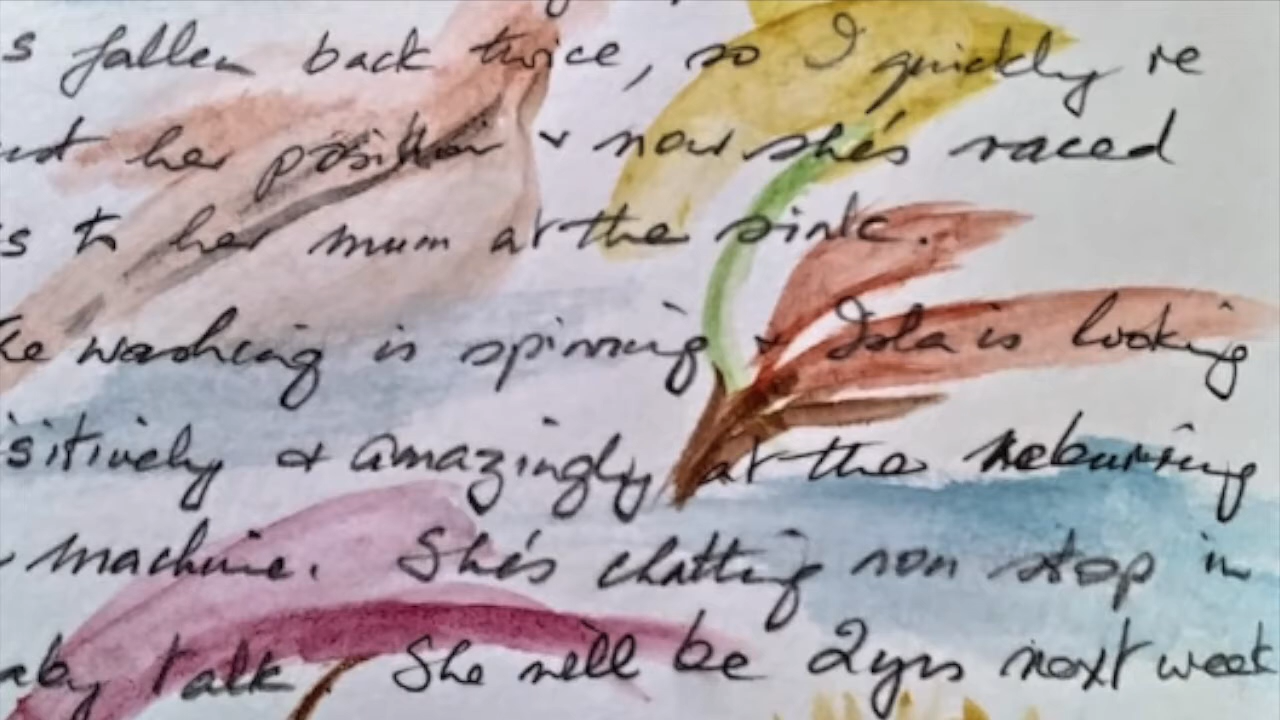 s fallen back twice, so I quickly re
her position & now she's raced
s to her mum at the sink.
washing is spinning & Isla is looking
sitively & amazingly at the
machine. She's chatting non stop in
aby talk. She will be 2yrs next week